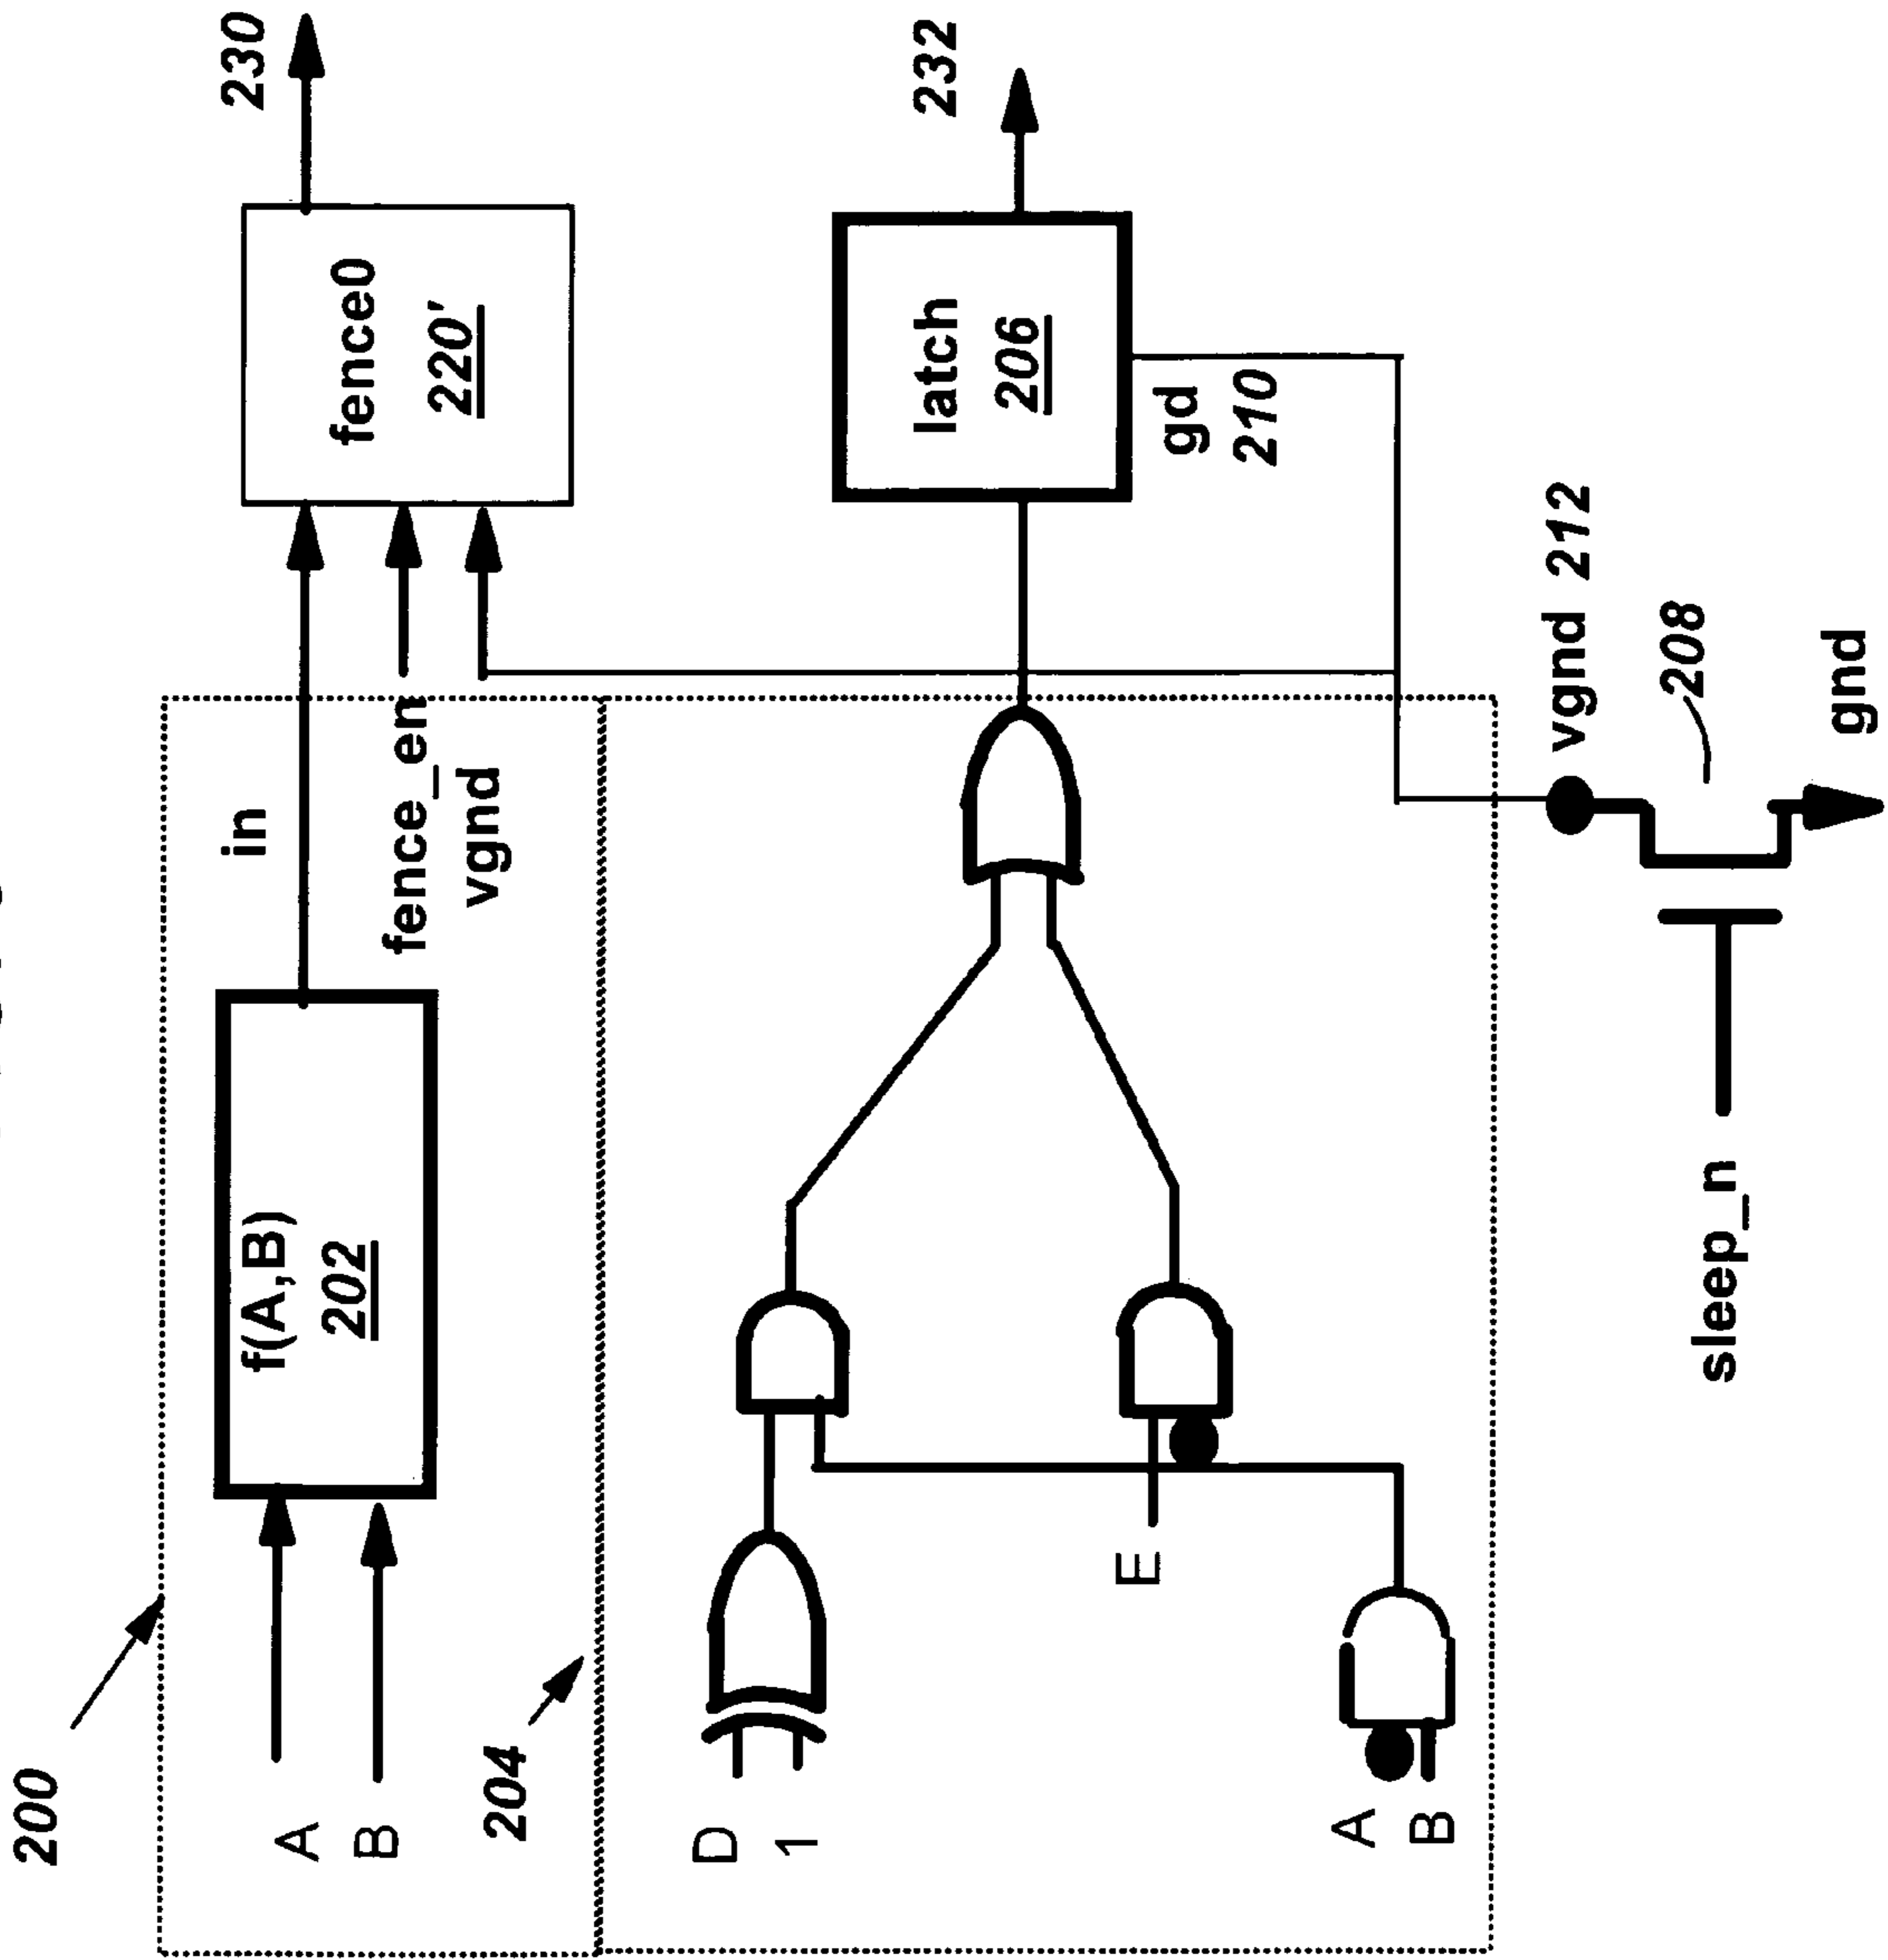 200
A
B
f(A,B)
202
in
fence_en
vgnd
fence0
220'
230
204
D
1
E
A
B
latch
206
232
gd
210
vgnd 212
208
sleep_n
gnd